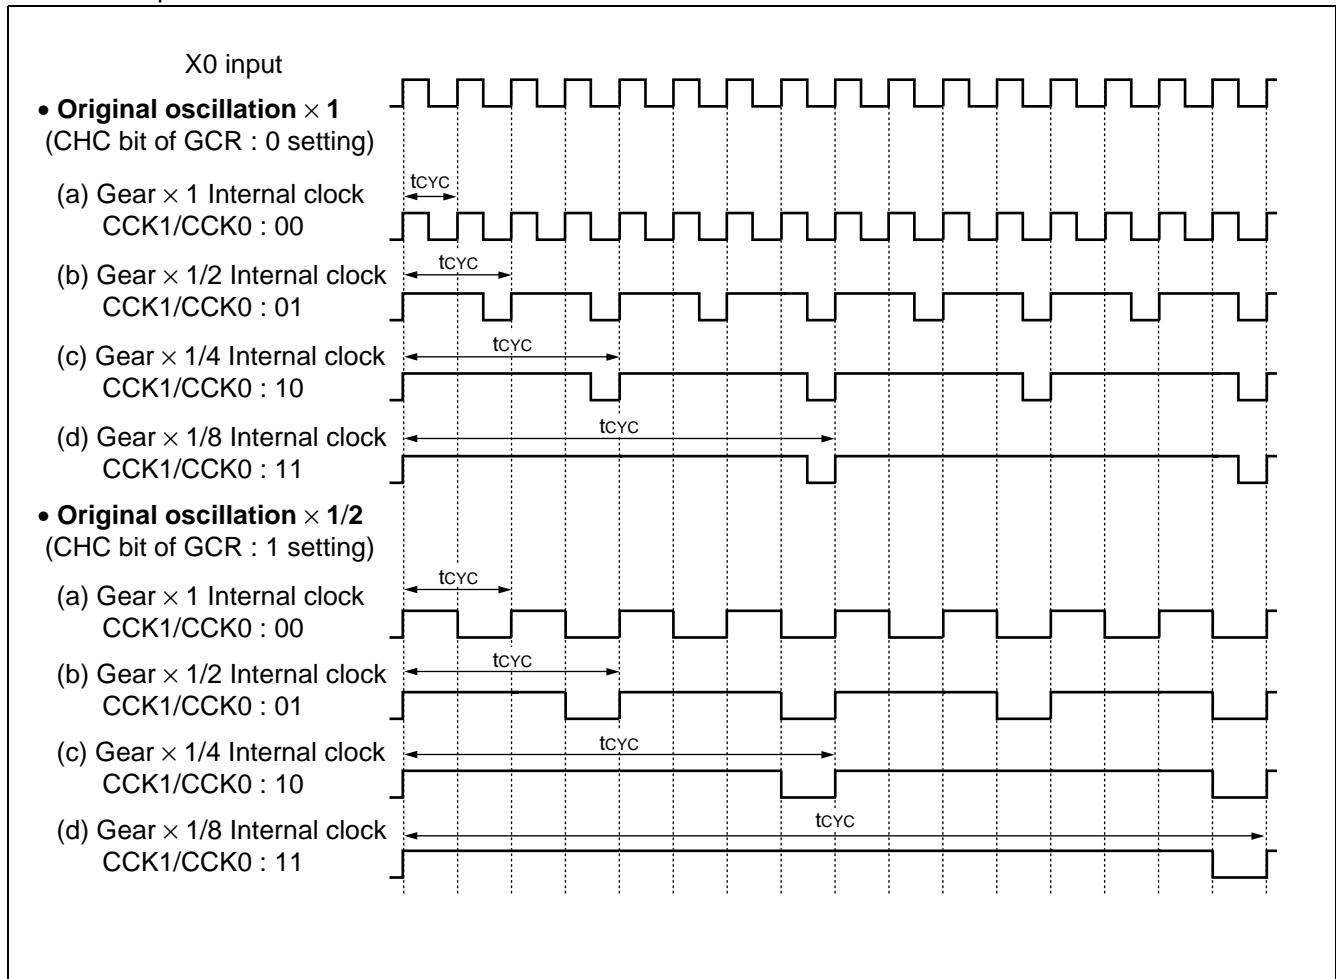 X0 input
• Original oscillation × 1
(CHC bit of GCR : 0 setting)
(a) Gear × 1 Internal clock
CCK1/CCK0 : 00
tCYC
(b) Gear × 1/2 Internal clock
CCK1/CCK0 : 01
tCYC
(c) Gear × 1/4 Internal clock
CCK1/CCK0 : 10
tCYC
(d) Gear × 1/8 Internal clock
CCK1/CCK0 : 11
tCYC
• Original oscillation × 1/2
(CHC bit of GCR : 1 setting)
(a) Gear × 1 Internal clock
CCK1/CCK0 : 00
tCYC
(b) Gear × 1/2 Internal clock
CCK1/CCK0 : 01
tCYC
(c) Gear × 1/4 Internal clock
CCK1/CCK0 : 10
tCYC
(d) Gear × 1/8 Internal clock
CCK1/CCK0 : 11
tCYC